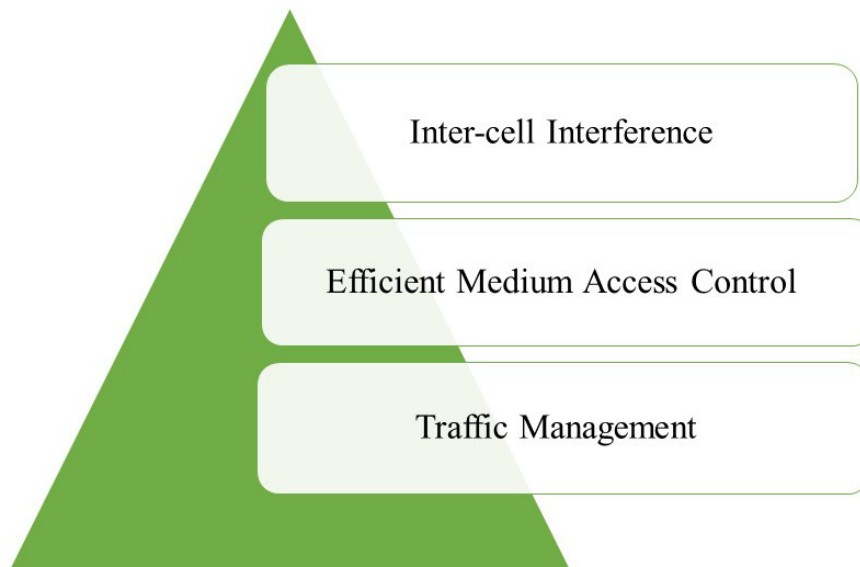 Inter-cell Interference
Efficient Medium Access Control
Traffic Management